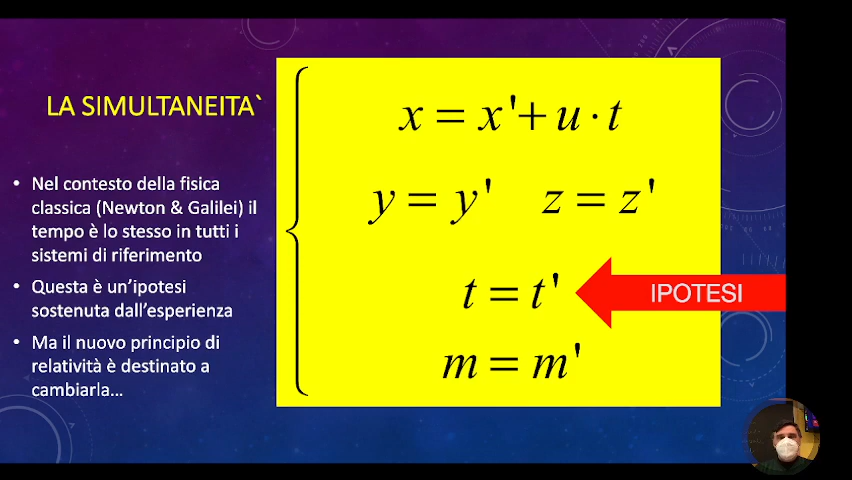 LA SIMULTANEITA`
• Nel contesto della fisica
classica (Newton & Galilei) il
tempo è lo stesso in tutti i
sistemi di riferimento
• Questa è un'ipotesi
sostenuta dall'esperienza
• Ma il nuovo principio di
relatività è destinato a
cambiarla...
x = x'+ u · t
y = y' z = z'
t = t'
IPOTESI
m = m'